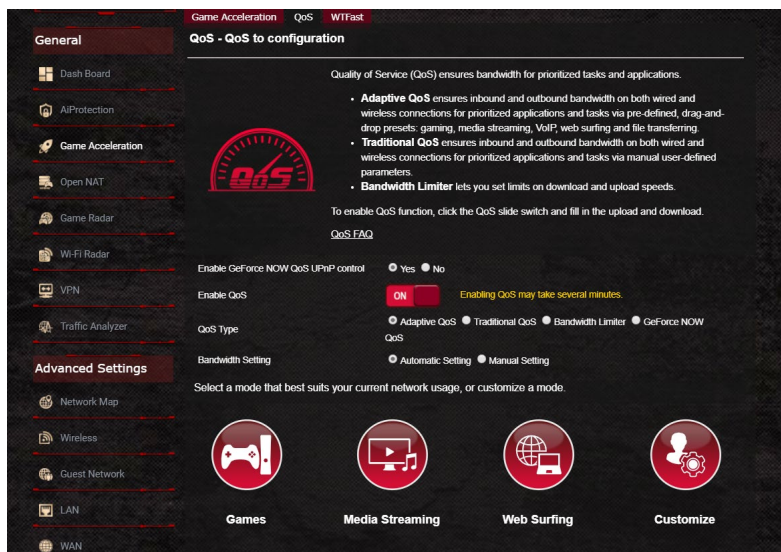 Game Acceleration QoS WTFast
General
QoS - QoS to configuration
Dash Board
AiProtection
Game Acceleration
Open NAT
Game Radar
Wi-Fi Radar
VPN
Traffic Analyzer
Advanced Settings
Network Map
Wireless
Guest Network
LAN
WAN
Quality of Service (QoS) ensures bandwidth for prioritized tasks and applications.
• Adaptive QoS ensures inbound and outbound bandwidth on both wired and
wireless connections for prioritized applications and tasks via pre-defined, drag-and-
drop presets: gaming, media streaming, VoIP, web surfing and file transferring.
• Traditional QoS ensures inbound and outbound bandwidth on both wired and
wireless connections for prioritized applications and tasks via manual user-defined
parameters.
• Bandwidth Limiter lets you set limits on download and upload speeds.
QoS
To enable QoS function, click the QoS slide switch and fill in the upload and download.
QoS FAQ
Enable GeForce NOW QoS UPnP control Yes No
Enable QoS ON Enabling QoS may take several minutes.
QoS Type Adaptive QoS Traditional QoS Bandwidth Limiter GeForce NOW
QoS
Bandwidth Setting Automatic Setting Manual Setting
Select a mode that best suits your current network usage, or customize a mode.
Games Media Streaming Web Surfing Customize